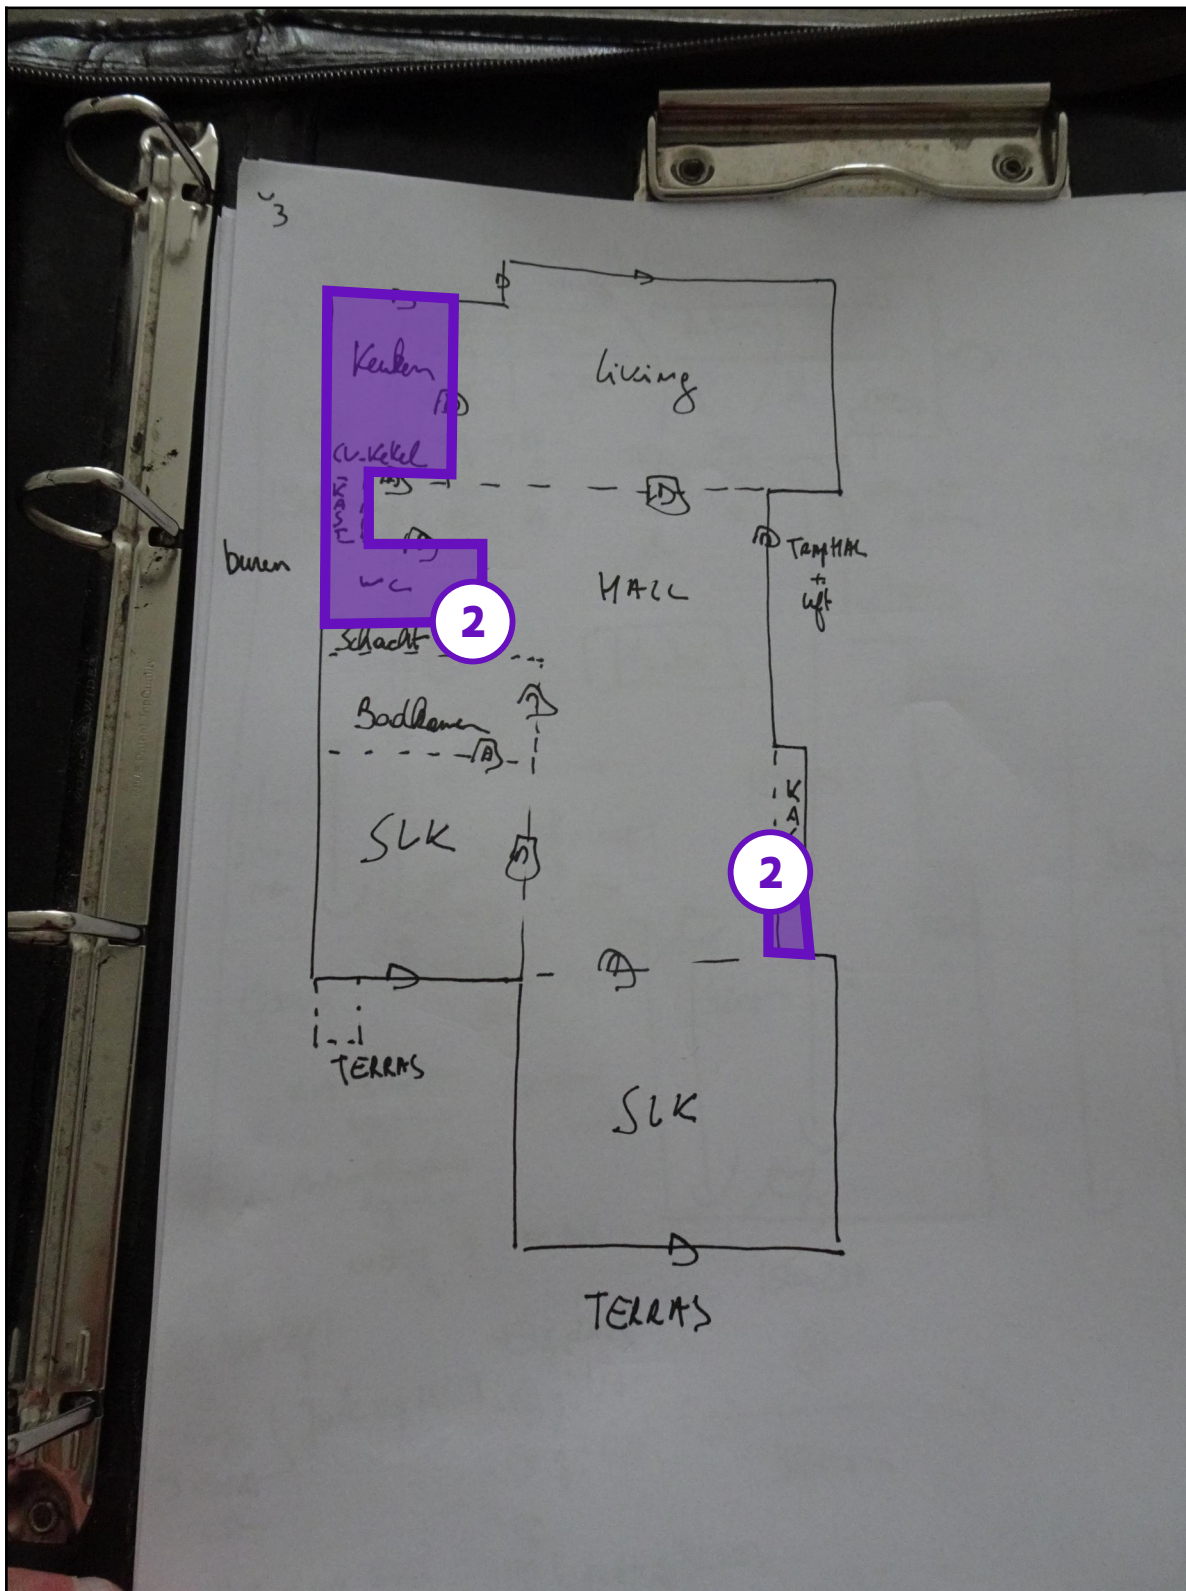 3
Keuken
living
CV-Ketel
KAST
D
HALL
TRAPHAL
+
lift
buren
WC
2
Schacht
Badkamer
SLK
KA
2
TERRAS
SLK
TERRAS